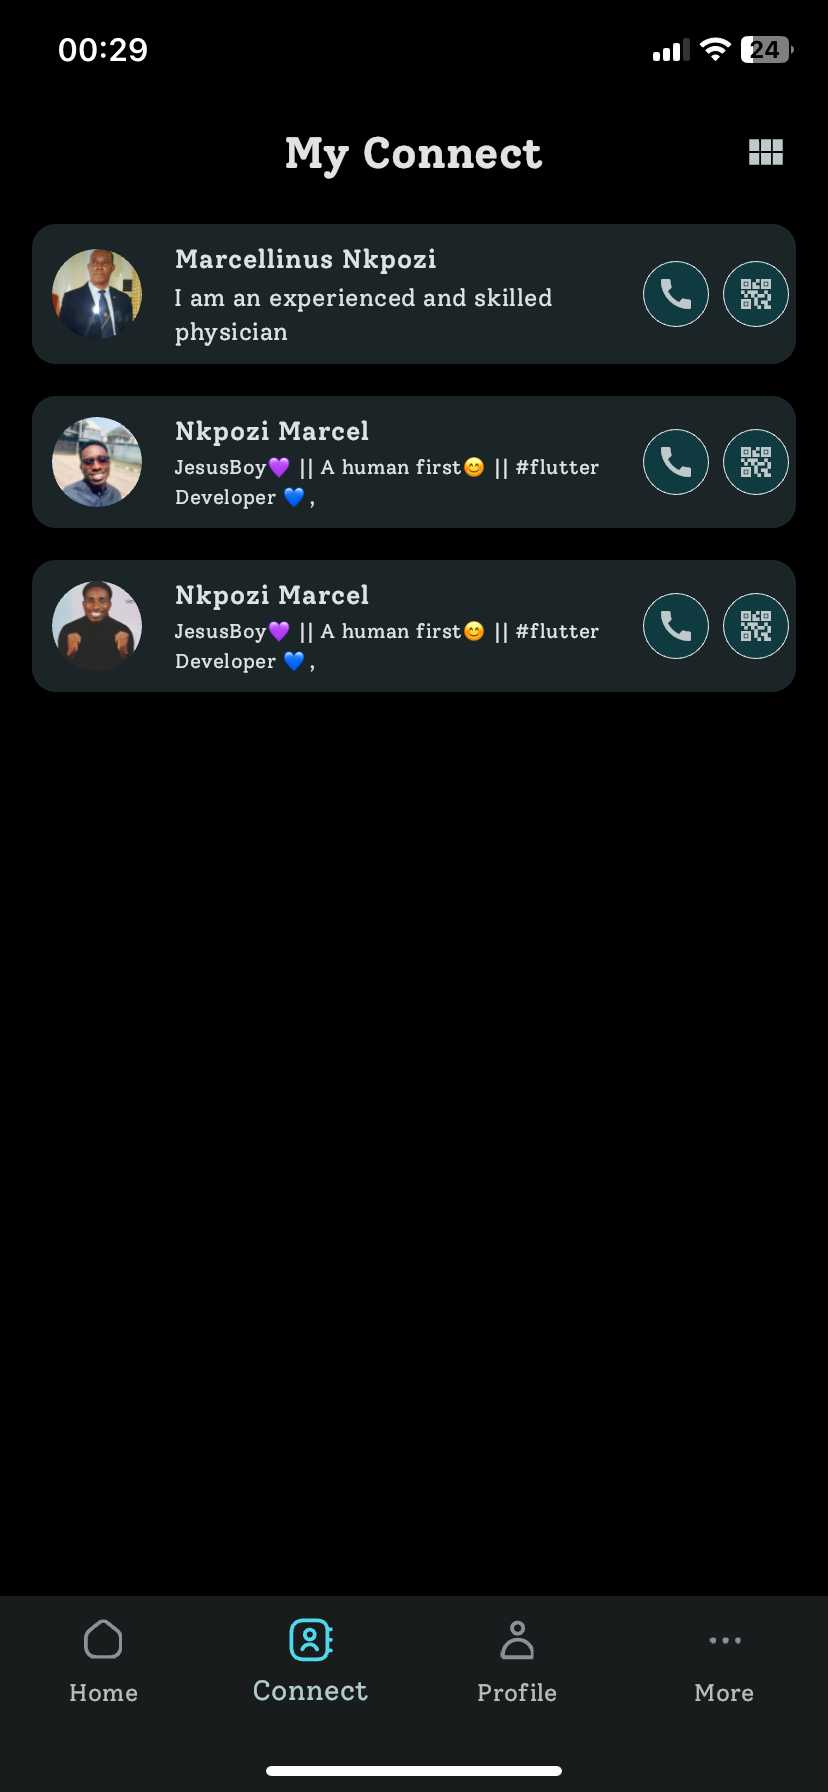 00:29
24
My Connect
Marcellinus Nkpozi
I am an experienced and skilled
physician
Nkpozi Marcel
JesusBoy💜 || A human first😊 || #flutter
Developer 💙 ,
Nkpozi Marcel
JesusBoy💜 || A human first😊 || #flutter
Developer 💙 ,
Home
Connect
Profile
More